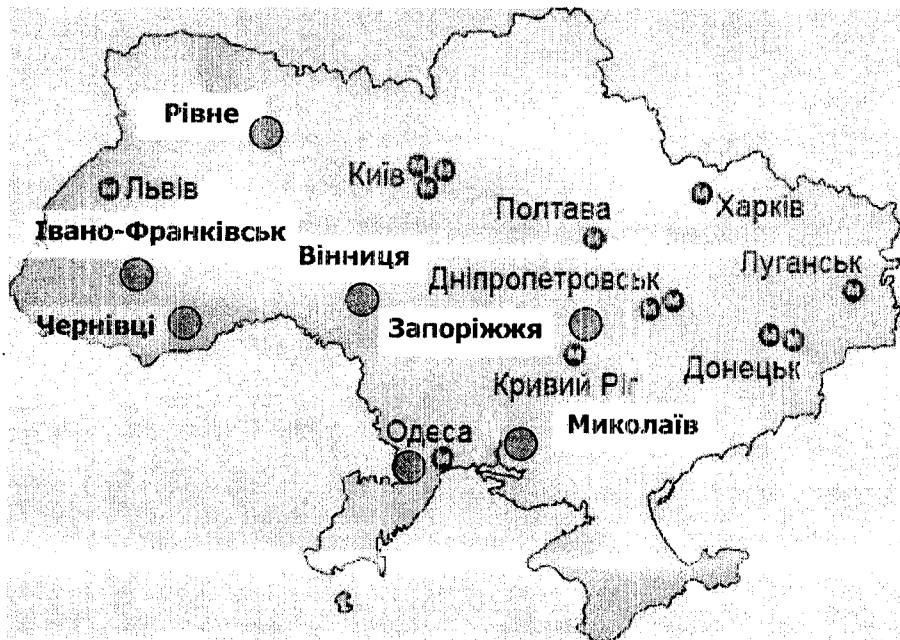 Рівне
Київ
Львів
Харків
Полтава
Івано-Франківськ
Вінниця
Луганськ
Дніпропетровськ
Чернівці
Запоріжжя
Донецьк
Кривий Ріг
Миколаїв
Одеса